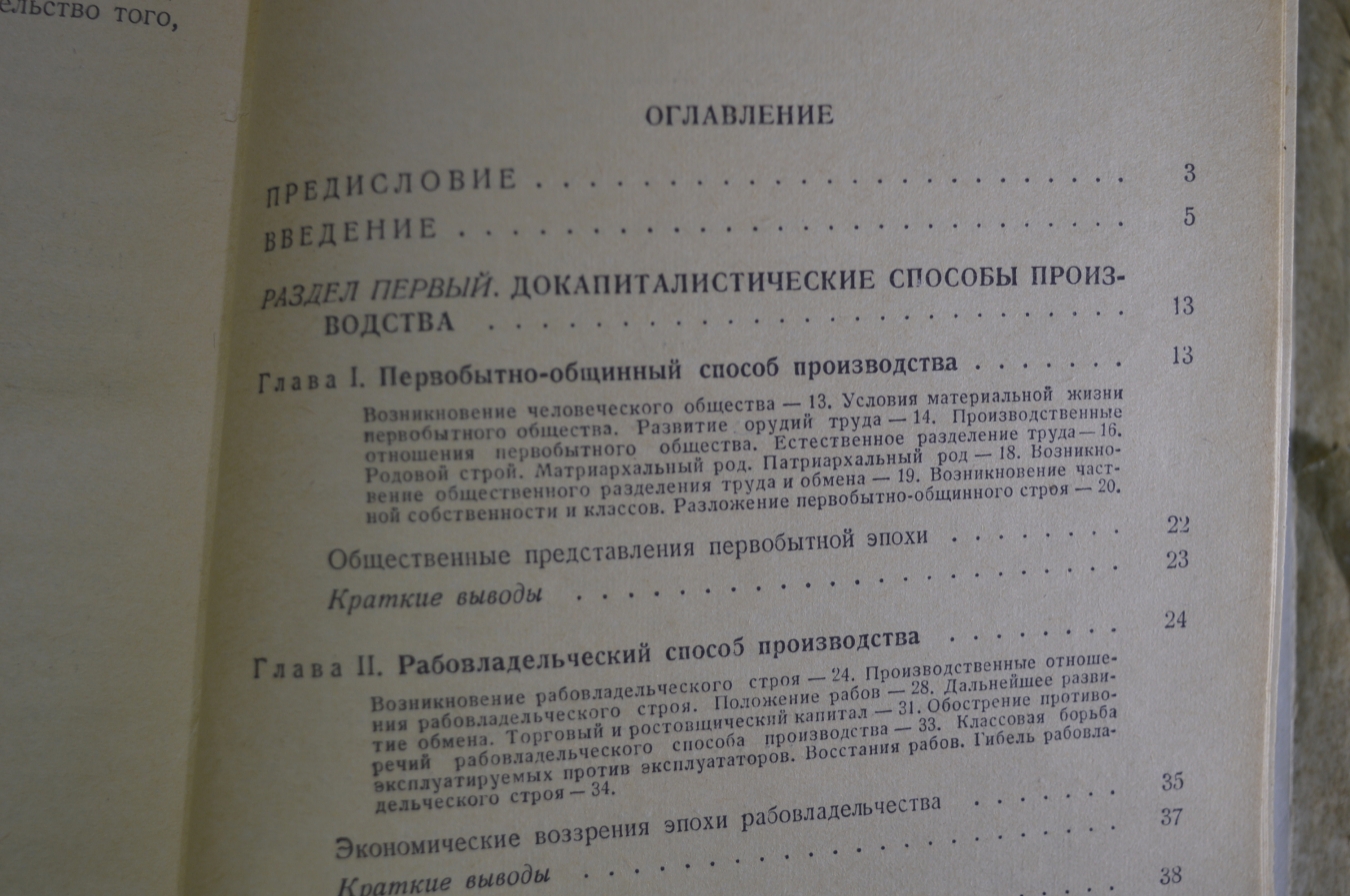 ельство того,
ОГЛАВЛЕНИЕ
ПРЕДИСЛОВИЕ . . . . . . . . . . . . . . . . . . . . . . 3
ВВЕДЕНИЕ . . . . . . . . . . . . . . . . . . . . . . . . . 5
РАЗДЕЛ ПЕРВЫЙ. ДОКАПИТАЛИСТИЧЕСКИЕ СПОСОБЫ ПРОИЗ-
ВОДСТВА . . . . . . . . . . . . . . . . . . . . . . . . 13
Глава I. Первобытно-общинный способ производства . . . . . . 13
Возникновение человеческого общества — 13. Условия материальной жизни
первобытного общества. Развитие орудий труда — 14. Производственные
отношения первобытного общества. Естественное разделение труда — 16.
Родовой строй. Матриархальный род. Патриархальный род — 18. Возникно-
вение общественного разделения труда и обмена — 19. Возникновение част-
ной собственности и классов. Разложение первобытно-общинного строя — 20.
Общественные представления первобытной эпохи . . . . . . . 22
Краткие выводы . . . . . . . . . . . . . . . . . . . . . 23
Глава II. Рабовладельческий способ производства . . . . . . . 24
Возникновение рабовладельческого строя — 24. Производственные отноше-
ния рабовладельческого строя. Положение рабов — 28. Дальнейшее разви-
тие обмена. Торговый и ростовщический капитал — 31. Обострение противо-
речий рабовладельческого способа производства — 33. Классовая борьба
эксплуатируемых против эксплуататоров. Восстания рабов. Гибель рабовла-
дельческого строя — 34.
Экономические воззрения эпохи рабовладельчества . . . . . . . 35
Краткие выводы . . . . . . . . . . . . . . . . . . . . . 37
38